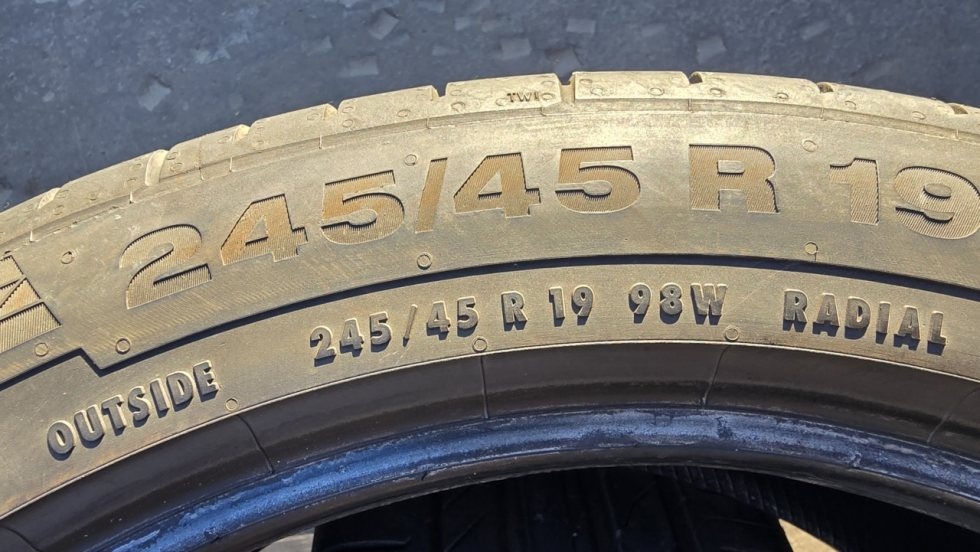 TWI
245/45 R 19
OUTSIDE 245/45 R 19 98W RADIAL